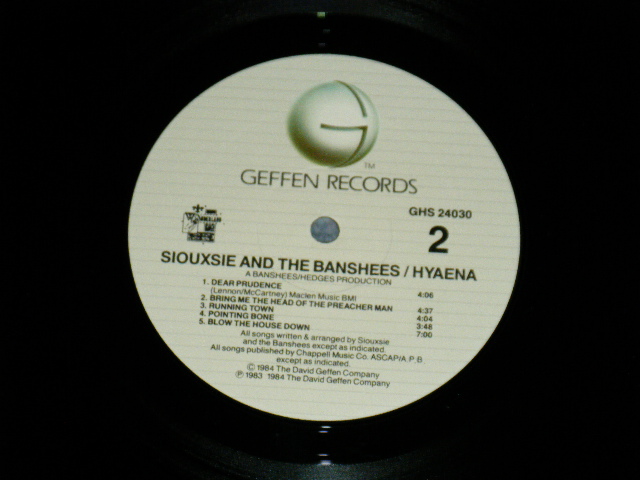 TM
GEFFEN RECORDS
GHS 24030
2
SIOUXSIE AND THE BANSHEES / HYAENA
A BANSHEES/HEDGES PRODUCTION
1. DEAR PRUDENCE 4:06
(Lennon/McCartney) Maclen Music BMI
2. BRING ME THE HEAD OF THE PREACHER MAN 4:37
3. RUNNING TOWN 4:04
4. POINTING BONE 3:48
5. BLOW THE HOUSE DOWN 7:00
All songs written & arranged by Siouxsie
and the Banshees except as indicated.
All songs published by Chappell Music Co. ASCAP/A.P.B
except as indicated.
© 1984 The David Geffen Company
℗ 1983 1984 The David Geffen Company